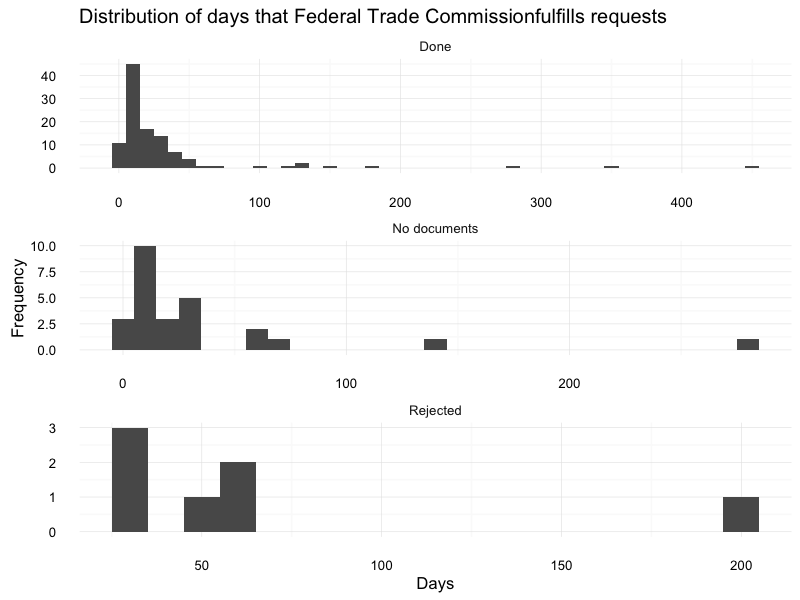 Distribution of days that Federal Trade Commissionfulfills requests
Done
40
30
20
10
0
0 100 200 300 400
No documents
10.0
7.5
5.0
2.5
0.0
0 100 200
Frequency
Rejected
3
2
1
0
50 100 150 200
Days